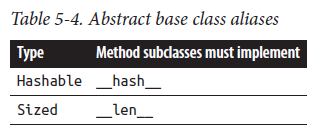 Table 5-4. Abstract base class aliases
Type Method subclasses must implement
Hashable __hash__
Sized __len__